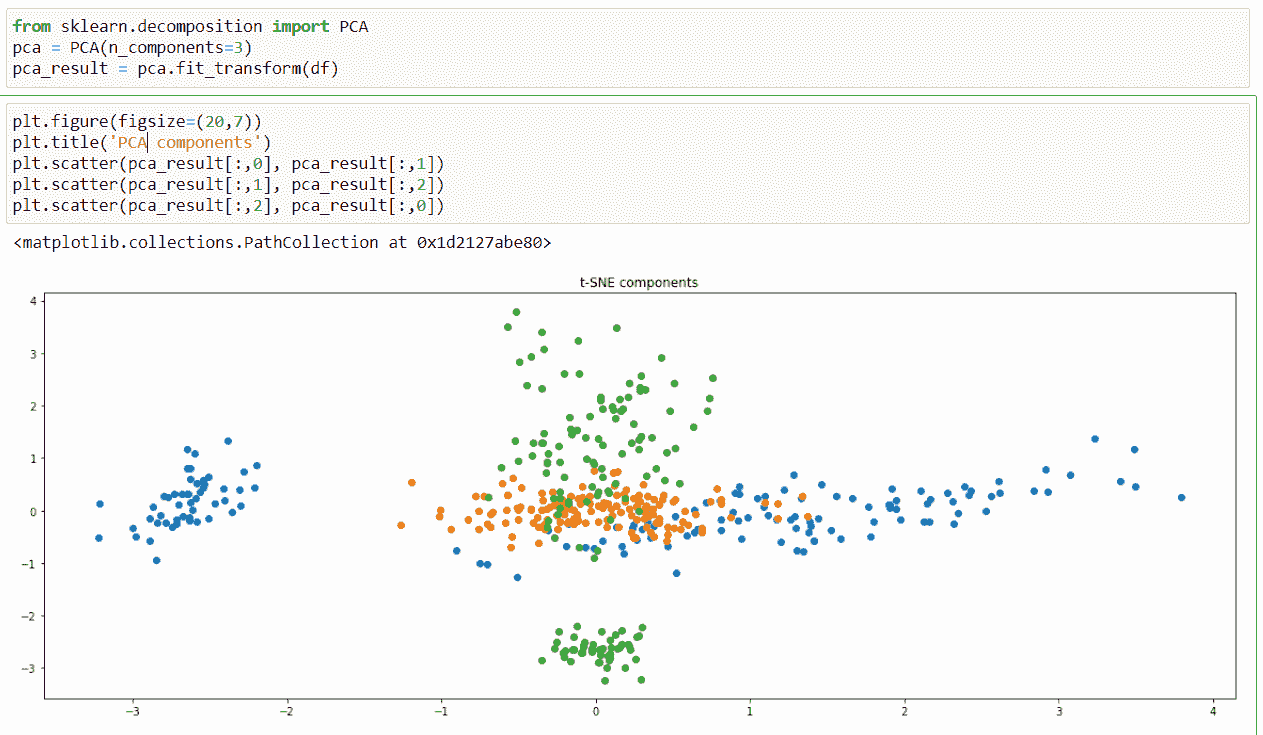 from sklearn.decomposition import PCA
pca = PCA(n_components=3)
pca_result = pca.fit_transform(df)
plt.figure(figsize=(20,7))
plt.title('PCA components')
plt.scatter(pca_result[:,0], pca_result[:,1])
plt.scatter(pca_result[:,1], pca_result[:,2])
plt.scatter(pca_result[:,2], pca_result[:,0])
<matplotlib.collections.PathCollection at 0x1d2127abe80>
t-SNE components
4
3
2
1
0
−1
−2
−3
−3 −2 −1 0 1 2 3 4